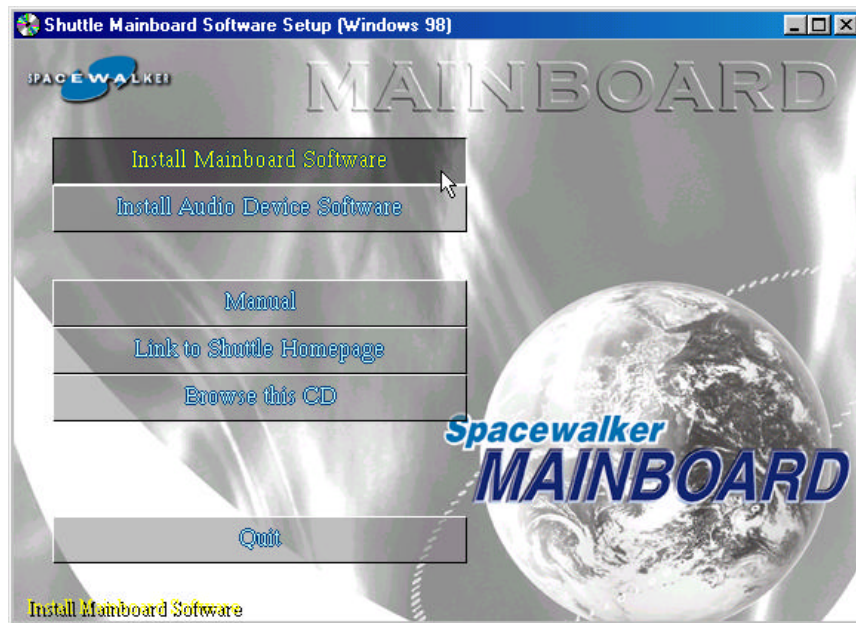 Shuttle Mainboard Software Setup (Windows 98)
SPACEWALKER
MAINBOARD
Install Mainboard Software
Install Audio Device Software
Manual
Link to Shuttle Homepage
Browse this CD
Spacewalker
MAINBOARD
Quit
Install Mainboard Software